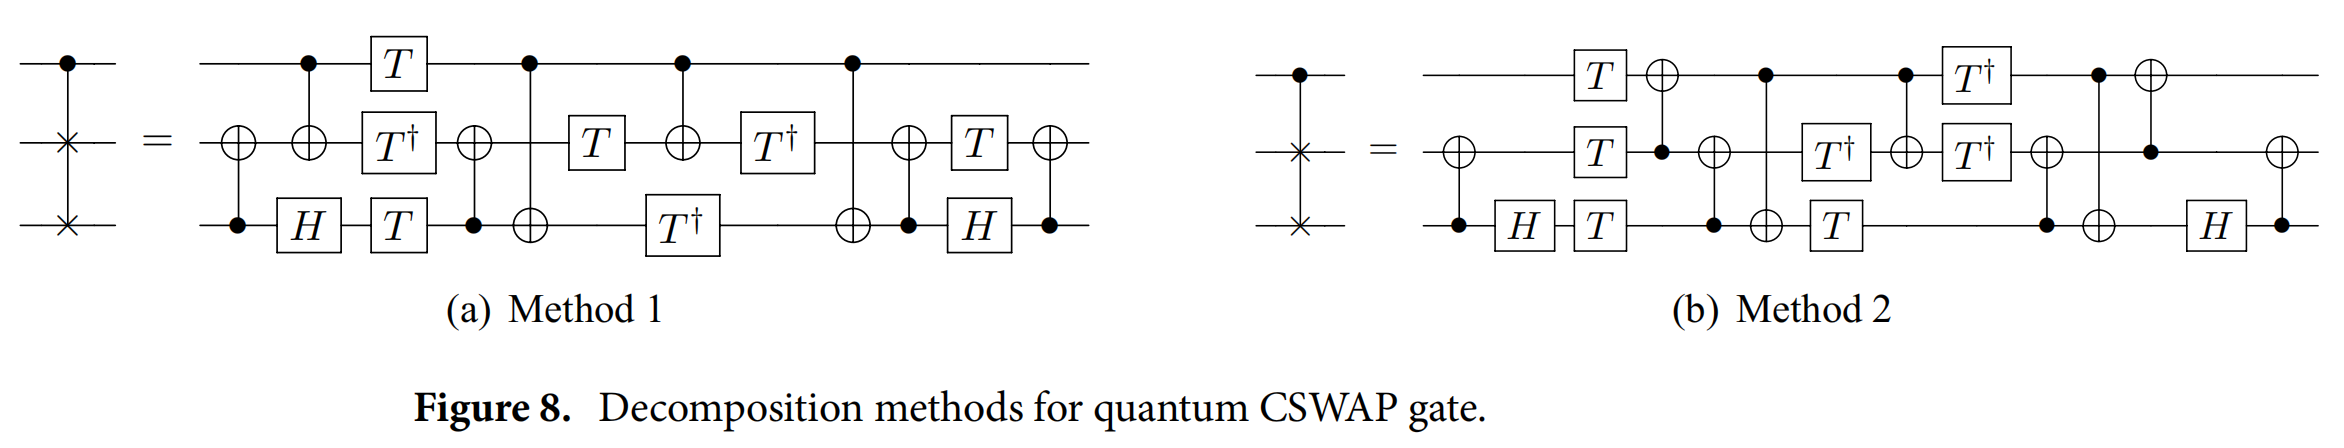 T T T† T†
= T† T T† T = T T† T†
H T T† H H T T H
(a) Method 1 (b) Method 2
Figure 8. Decomposition methods for quantum CSWAP gate.